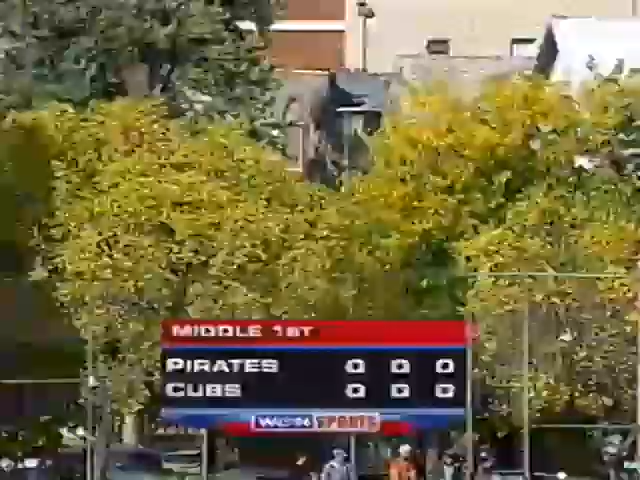 MIDDLE 1ST
PIRATES 0 0 0
CUBS 0 0 0
WGN SPORTS